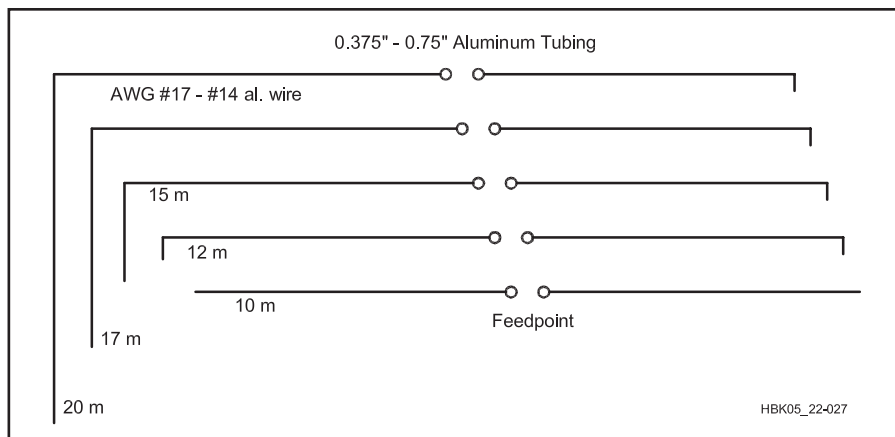 0.375" - 0.75" Aluminum Tubing
AWG #17 - #14 al. wire
15 m
12 m
10 m
Feedpoint
17 m
20 m
HBK05_22-027